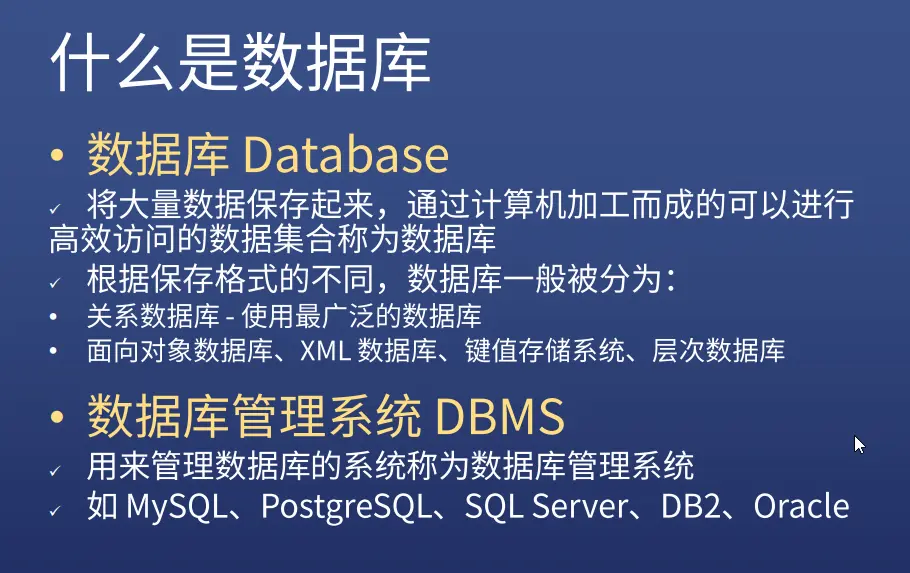 什么是数据库
• 数据库 Database
✓ 将大量数据保存起来，通过计算机加工而成的可以进行
高效访问的数据集合称为数据库
✓ 根据保存格式的不同，数据库一般被分为：
• 关系数据库 - 使用最广泛的数据库
• 面向对象数据库、XML 数据库、键值存储系统、层次数据库
• 数据库管理系统 DBMS
✓ 用来管理数据库的系统称为数据库管理系统
✓ 如 MySQL、PostgreSQL、SQL Server、DB2、Oracle